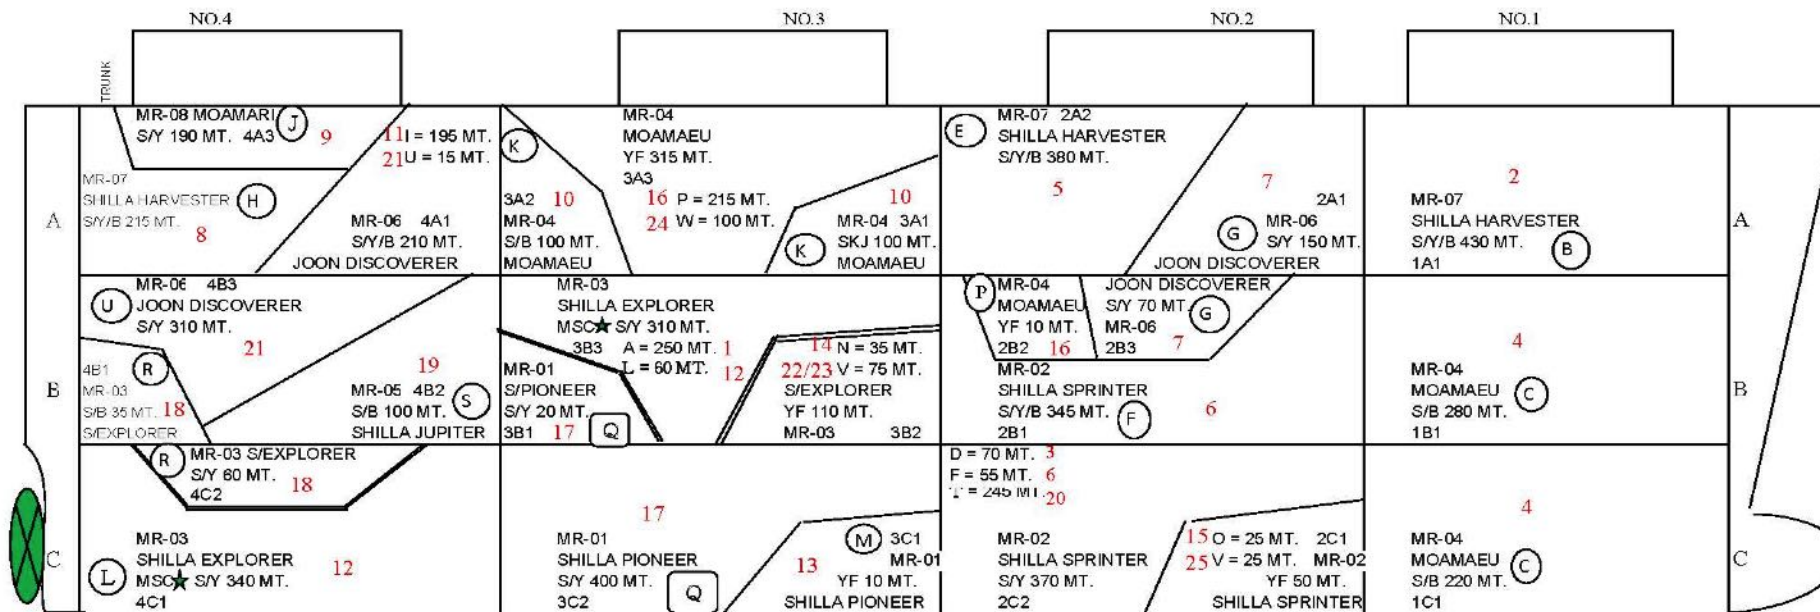 NO.4
NO.3
NO.2
NO.1
TRUNK
A
MR-08 MOAMARI
J
S/Y 190 MT. 4A3
9
MR-07
SHILLA HARVESTER
H
S/Y/B 215 MT.
8
11 I = 195 MT.
21 U = 15 MT.
MR-06 4A1
S/Y/B 210 MT.
JOON DISCOVERER
K
3A2 10
MR-04
S/B 100 MT.
MOAMAEU
MR-04
MOAMAEU
YF 315 MT.
3A3
16 P = 215 MT.
24 W = 100 MT.
10
MR-04 3A1
K
SKJ 100 MT.
MOAMAEU
E
MR-07 2A2
SHILLA HARVESTER
S/Y/B 380 MT.
5
7
2A1
G
MR-06
S/Y 150 MT.
JOON DISCOVERER
2
MR-07
SHILLA HARVESTER
S/Y/B 430 MT.
B
1A1
A
B
MR-06 4B3
U
JOON DISCOVERER
S/Y 310 MT.
21
4B1
R
MR-03
S/B 35 MT. 18
S/EXPLORER
19
MR-05 4B2
S/B 100 MT.
S
SHILLA JUPITER
MR-03
SHILLA EXPLORER
MSC★ S/Y 310 MT.
3B3 A = 250 MT. 1
L = 60 MT. 12
MR-01
S/PIONEER
S/Y 20 MT.
3B1 17
Q
14 N = 35 MT.
22/23 V = 75 MT.
S/EXPLORER
YF 110 MT.
MR-03 3B2
P
MR-04
MOAMAEU
YF 10 MT.
2B2 16
JOON DISCOVERER
S/Y 70 MT.
G
MR-06
2B3 7
MR-02
SHILLA SPRINTER
S/Y/B 345 MT.
F
6
2B1
4
MR-04
MOAMAEU
C
S/B 280 MT.
1B1
B
C
R
MR-03 S/EXPLORER
S/Y 60 MT.
18
4C2
MR-03
SHILLA EXPLORER
L
MSC★ S/Y 340 MT.
12
4C1
17
MR-01
SHILLA PIONEER
S/Y 400 MT.
Q
3C2
M
3C1
MR-01
13
YF 10 MT.
SHILLA PIONEER
D = 70 MT. 3
F = 55 MT. 6
T = 245 MT. 20
MR-02
SHILLA SPRINTER
S/Y 370 MT.
2C2
15 O = 25 MT. 2C1
25 V = 25 MT. MR-02
YF 50 MT.
SHILLA SPRINTER
4
MR-04
MOAMAEU
C
S/B 220 MT.
1C1
C